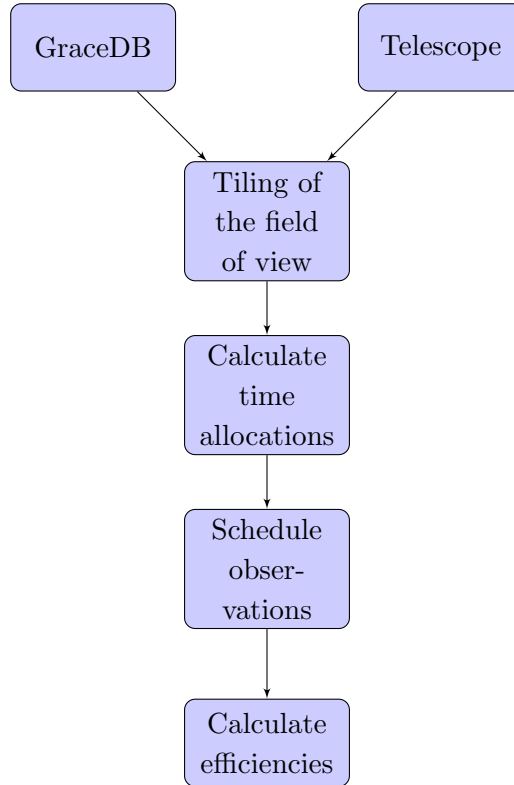 GraceDB
Telescope
Tiling of
the field
of view
Calculate
time
allocations
Schedule
obser-
vations
Calculate
efficiencies